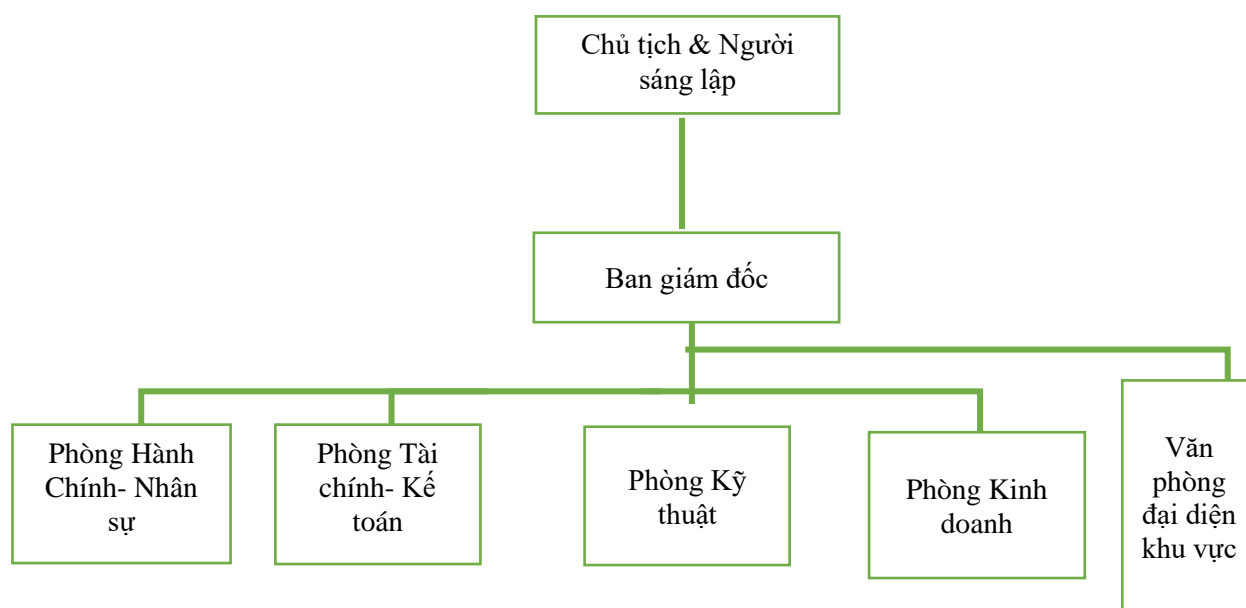 Chủ tịch & Người
sáng lập
Ban giám đốc
Phòng Hành
Chính- Nhân
sự
Phòng Tài
chính- Kế
toán
Phòng Kỹ
thuật
Phòng Kinh
doanh
Văn
phòng
đại diện
khu vực